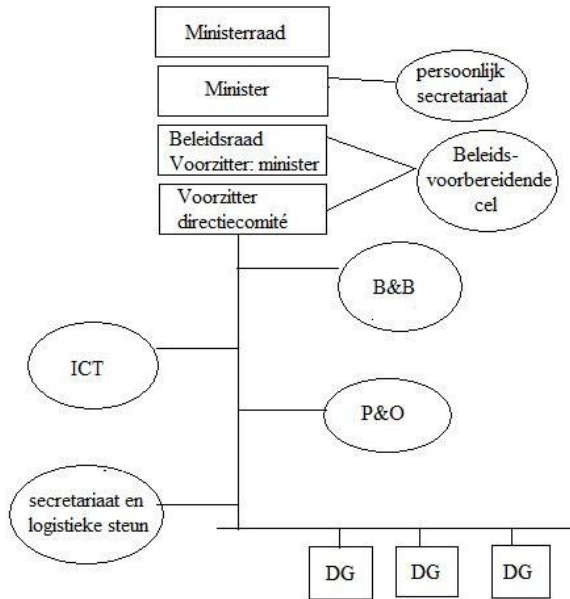 Ministerraad
Minister
persoonlijk
secretariaat
Beleidsraad
Voorzitter: minister
Beleids-
voorbereidende
cel
Voorzitter
directiecomité
B&B
ICT
P&O
secretariaat en
logistieke steun
DG
DG
DG